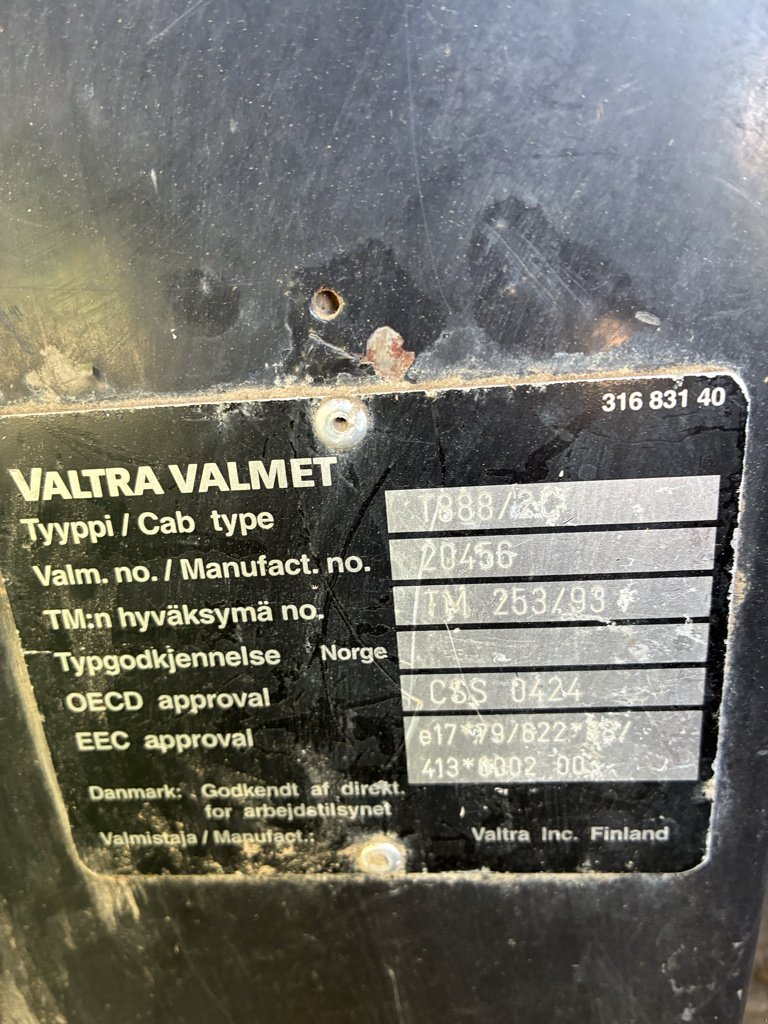 316 831 40
VALTRA VALMET
Tyyppi / Cab type T888/2C
Valm. no. / Manufact. no. 20456
TM:n hyväksymä no. TM 253/93
Typgodkjennelse Norge
OECD approval CSS 0424
EEC approval e17*79/622*88/
413*0002 00
Danmark: Godkendt af direkt.
for arbejdstilsynet
Valmistaja / Manufact.: Valtra Inc. Finland